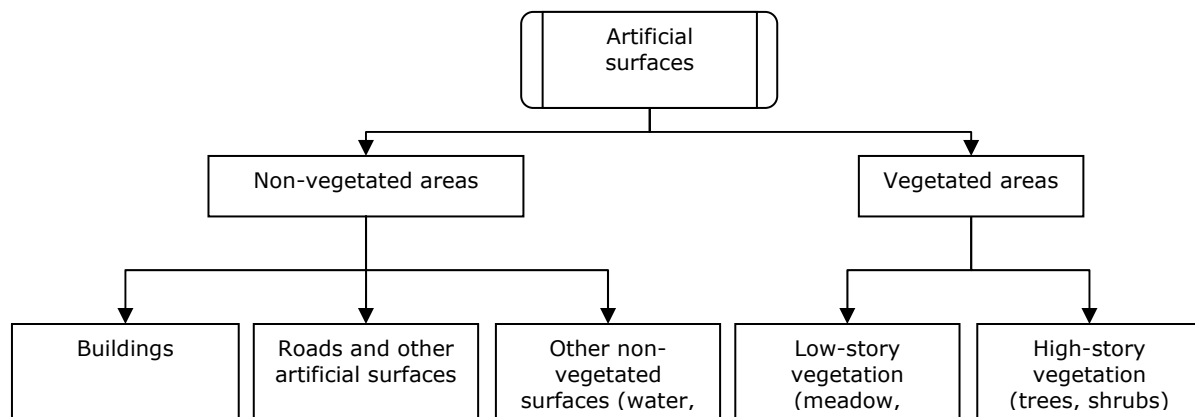 Artificial
surfaces
Non-vegetated areas
Vegetated areas
Buildings
Roads and other
artificial surfaces
Other non-
vegetated
surfaces (water,
Low-story
vegetation
(meadow,
High-story
vegetation
(trees, shrubs)